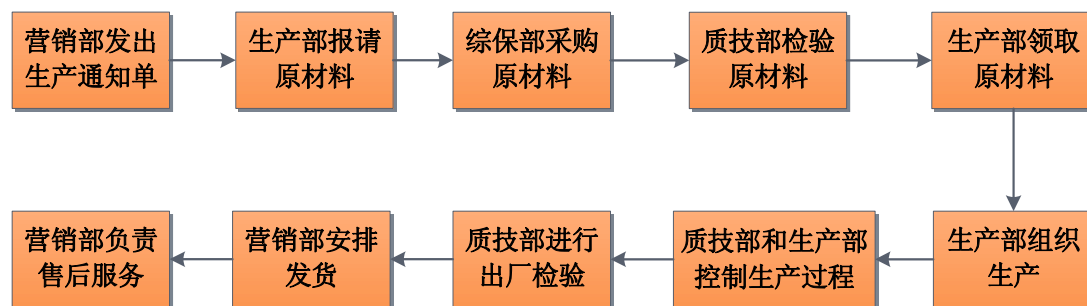 营销部发出
生产通知单
生产部报请
原材料
综保部采购
原材料
质技部检验
原材料
生产部领取
原材料
生产部组织
生产
质技部和生产部
控制生产过程
质技部进行
出厂检验
营销部安排
发货
营销部负责
售后服务